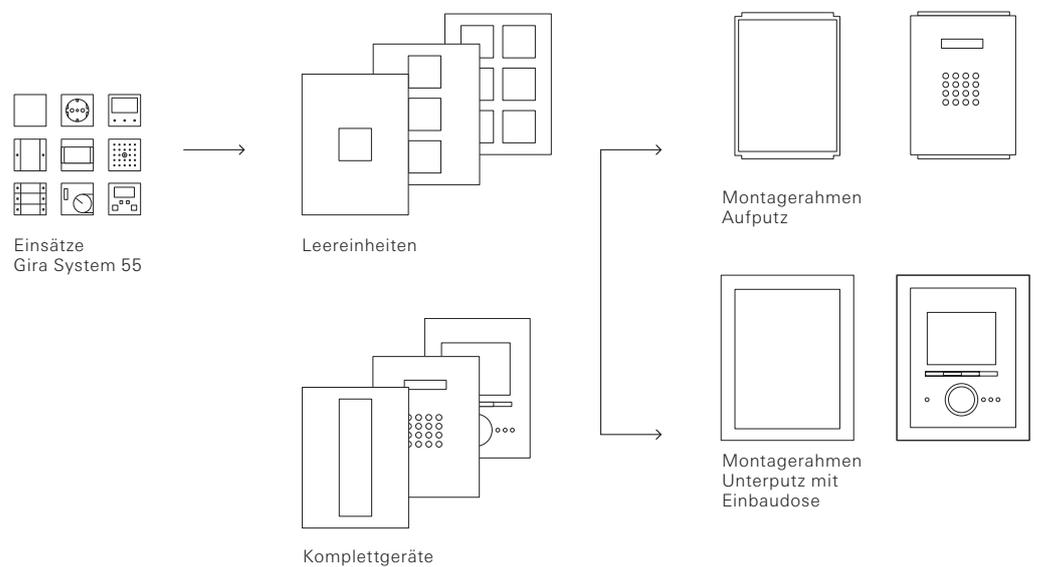 Einsätze
Gira System 55
Leereinheiten
Komplettgeräte
Montagerahmen
Aufputz
Montagerahmen
Unterputz mit
Einbaudose